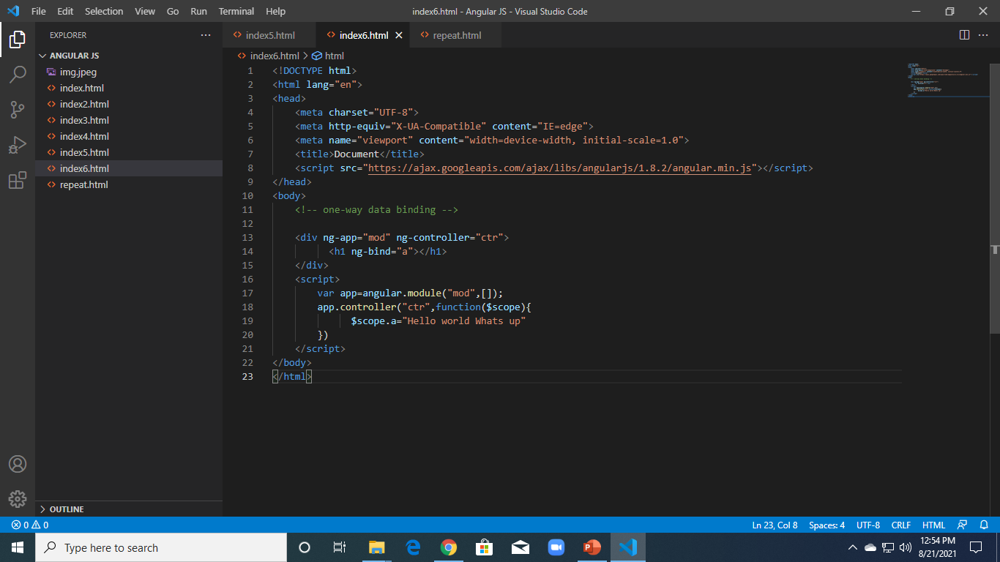 File Edit Selection View Go Run Terminal Help index6.html - Angular JS - Visual Studio Code
EXPLORER
ANGULAR JS
img.jpeg
index.html
index2.html
index3.html
index4.html
index5.html
index6.html
repeat.html
OUTLINE
index5.html index6.html repeat.html
index6.html > html
1 <!DOCTYPE html>
2 <html lang="en">
3 <head>
4 <meta charset="UTF-8">
5 <meta http-equiv="X-UA-Compatible" content="IE=edge">
6 <meta name="viewport" content="width=device-width, initial-scale=1.0">
7 <title>Document</title>
8 <script src="https://ajax.googleapis.com/ajax/libs/angularjs/1.8.2/angular.min.js"></script>
9 </head>
10 <body>
11 <!-- one-way data binding -->
12
13 <div ng-app="mod" ng-controller="ctr">
14 <h1 ng-bind="a"></h1>
15 </div>
16 <script>
17 var app=angular.module("mod",[]);
18 app.controller("ctr",function($scope){
19 $scope.a="Hello world Whats up"
20 })
21 </script>
22 </body>
23 </html>
0 0 Ln 23, Col 8 Spaces: 4 UTF-8 CRLF HTML
Type here to search
12:54 PM
8/21/2021